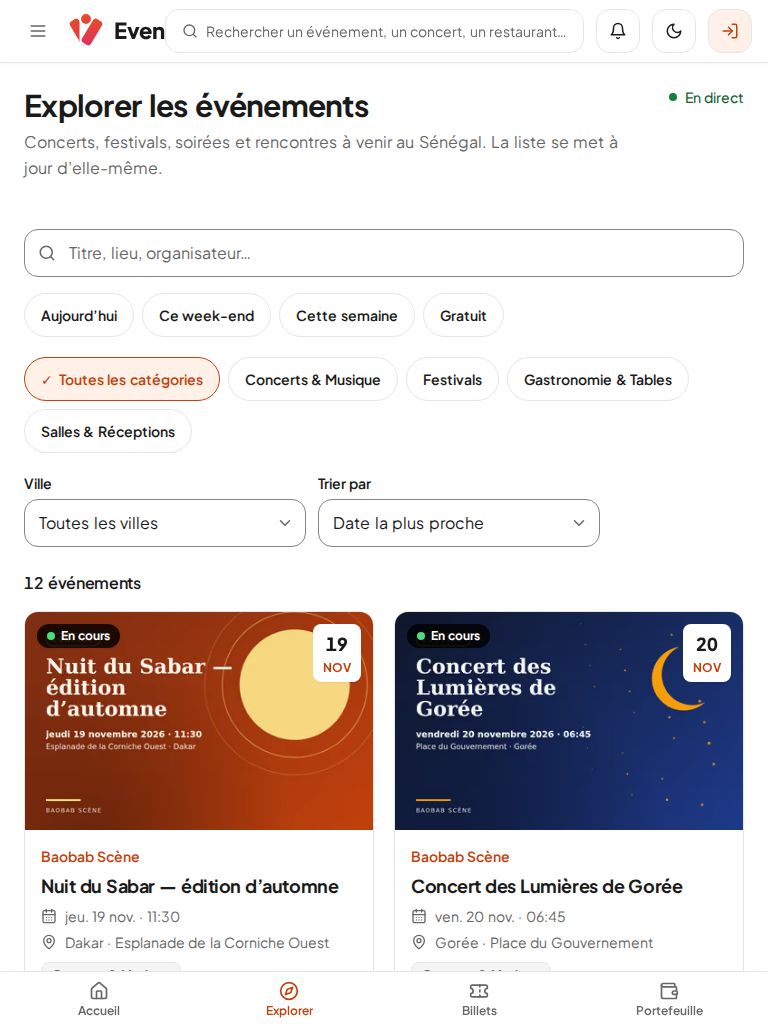 Even
Rechercher un événement, un concert, un restaurant…
Explorer les événements
En direct
Concerts, festivals, soirées et rencontres à venir au Sénégal. La liste se met à
jour d’elle-même.
Titre, lieu, organisateur…
Aujourd’hui
Ce week-end
Cette semaine
Gratuit
✓ Toutes les catégories
Concerts & Musique
Festivals
Gastronomie & Tables
Salles & Réceptions
Ville
Trier par
Toutes les villes
Date la plus proche
12 événements
En cours
19
NOV
Nuit du Sabar —
édition
d’automne
jeudi 19 novembre 2026 · 11:30
Esplanade de la Corniche Ouest · Dakar
BAOBAB SCÈNE
En cours
20
NOV
Concert des
Lumières de
Gorée
vendredi 20 novembre 2026 · 06:45
Place du Gouvernement · Gorée
BAOBAB SCÈNE
Baobab Scène
Nuit du Sabar — édition d’automne
jeu. 19 nov. · 11:30
Dakar · Esplanade de la Corniche Ouest
Baobab Scène
Concert des Lumières de Gorée
ven. 20 nov. · 06:45
Gorée · Place du Gouvernement
Accueil
Explorer
Billets
Portefeuille